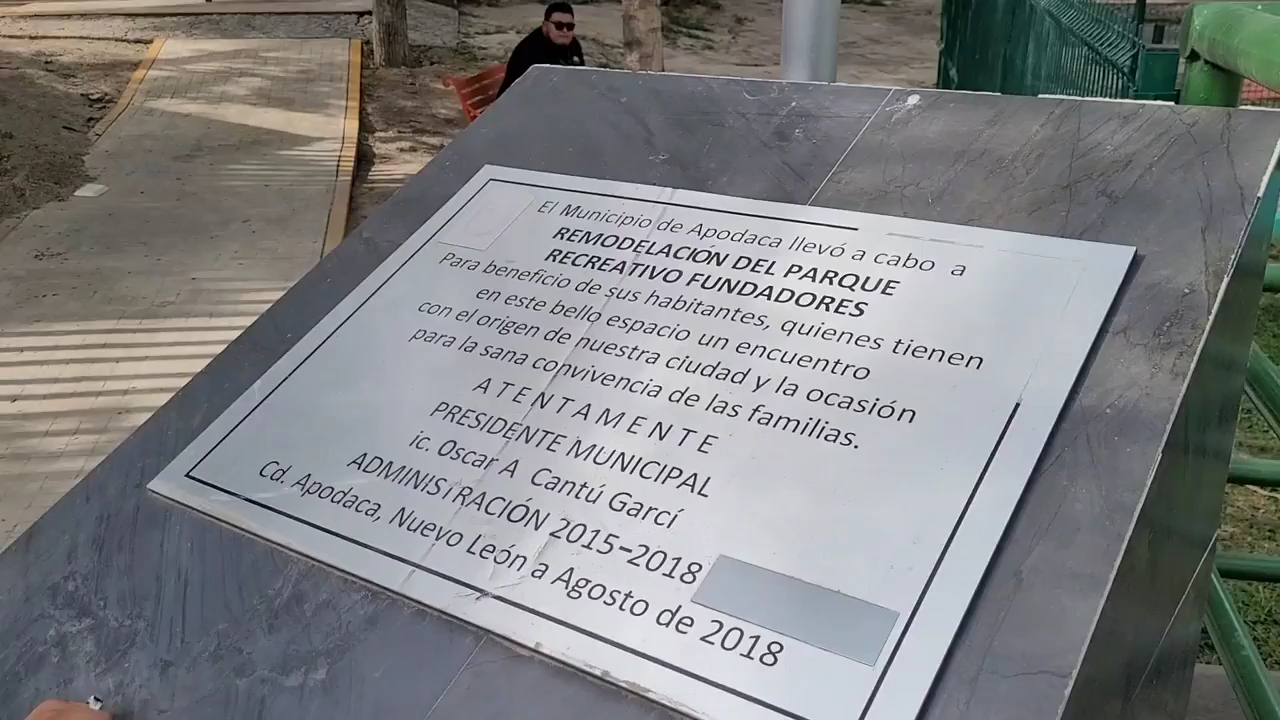 El Municipio de Apodaca llevó a cabo a
REMODELACIÓN DEL PARQUE
RECREATIVO FUNDADORES
Para beneficio de sus habitantes, quienes tienen
en este bello espacio un encuentro
con el origen de nuestra ciudad y la ocasión
para la sana convivencia de las familias.
ATENTAMENTE
PRESIDENTE MUNICIPAL
ic. Oscar A Cantú Garcí
ADMINISTRACIÓN 2015-2018
Cd. Apodaca, Nuevo León a Agosto de 2018